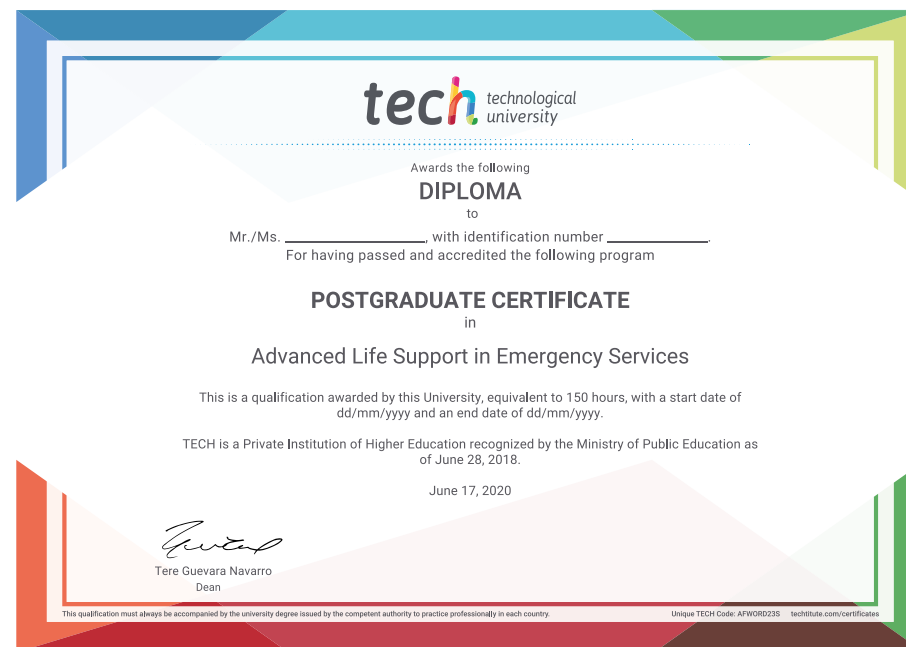 tech technological
university
Awards the following
DIPLOMA
to
Mr./Ms. ____________________, with identification number ______________.
For having passed and accredited the following program
POSTGRADUATE CERTIFICATE
in
Advanced Life Support in Emergency Services
This is a qualification awarded by this University, equivalent to 150 hours, with a start date of
dd/mm/yyyy and an end date of dd/mm/yyyy.
TECH is a Private Institution of Higher Education recognized by the Ministry of Public Education as
of June 28, 2018.
June 17, 2020
Tere Guevara Navarro
Dean
This qualification must always be accompanied by the university degree issued by the competent authority to practice professionally in each country. Unique TECH Code: AFWORD23S techtitute.com/certificates